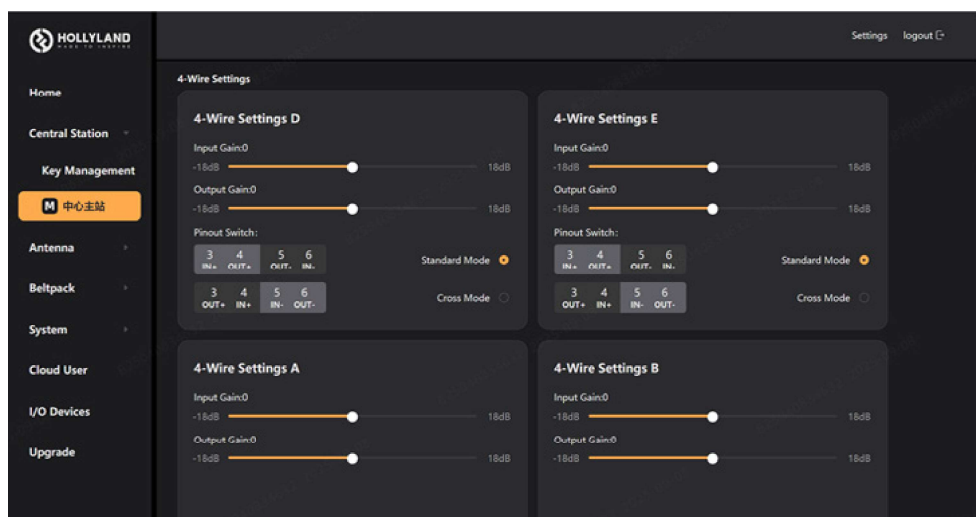 HOLLYLAND
MADE TO INSPIRE
Settings logout
Home
Central Station
Key Management
M 中心主站
Antenna
Beltpack
System
Cloud User
I/O Devices
Upgrade
4-Wire Settings
4-Wire Settings D
Input Gain:0
-18dB 18dB
Output Gain:0
-18dB 18dB
Pinout Switch:
3 4 5 6
IN+ OUT+ OUT- IN-
Standard Mode
3 4 5 6
OUT+ IN+ IN- OUT-
Cross Mode
4-Wire Settings E
Input Gain:0
-18dB 18dB
Output Gain:0
-18dB 18dB
Pinout Switch:
3 4 5 6
IN+ OUT+ OUT- IN-
Standard Mode
3 4 5 6
OUT+ IN+ IN- OUT-
Cross Mode
4-Wire Settings A
Input Gain:0
-18dB 18dB
Output Gain:0
-18dB 18dB
4-Wire Settings B
Input Gain:0
-18dB 18dB
Output Gain:0
-18dB 18dB